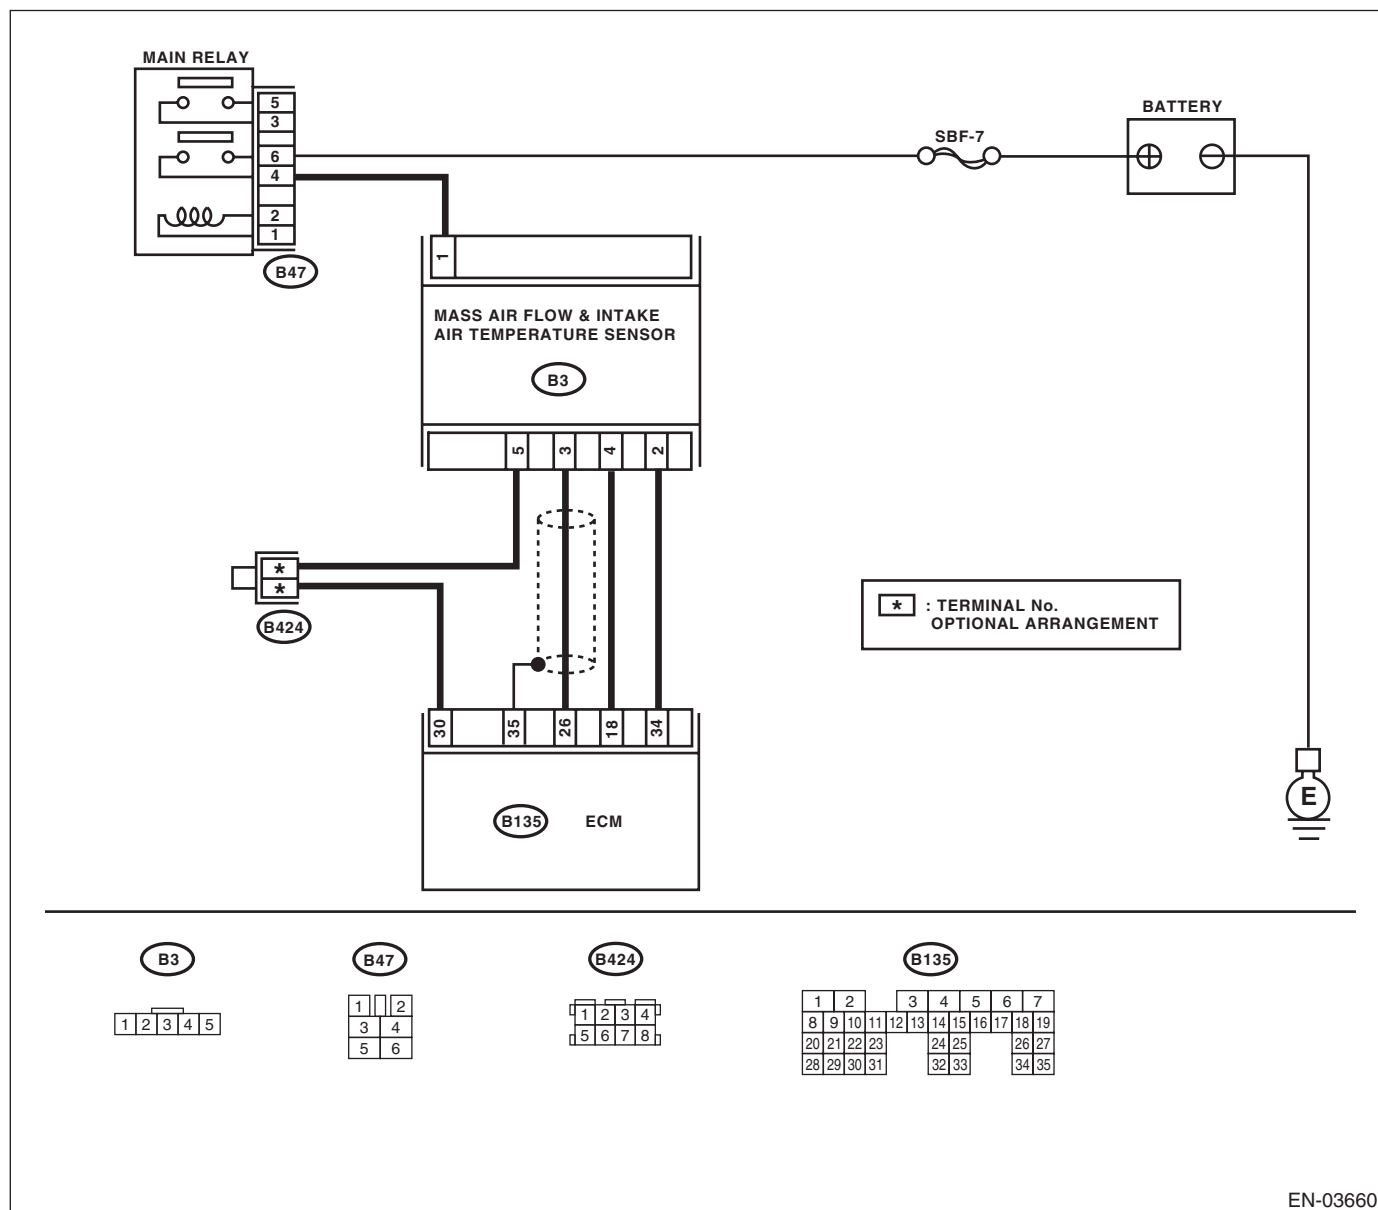 MAIN RELAY
5
3
6
4
2
1
B47
SBF-7
BATTERY
1
MASS AIR FLOW & INTAKE
AIR TEMPERATURE SENSOR
B3
5 3 4 2
*
*
B424
* : TERMINAL No.
OPTIONAL ARRANGEMENT
30 35 26 18 34
B135 ECM
E
B3
1 2 3 4 5
B47
1 2
3 4
5 6
B424
1 2 3 4
5 6 7 8
B135
1 2 3 4 5 6 7
8 9 10 11 12 13 14 15 16 17 18 19
20 21 22 23 24 25 26 27
28 29 30 31 32 33 34 35
EN-03660